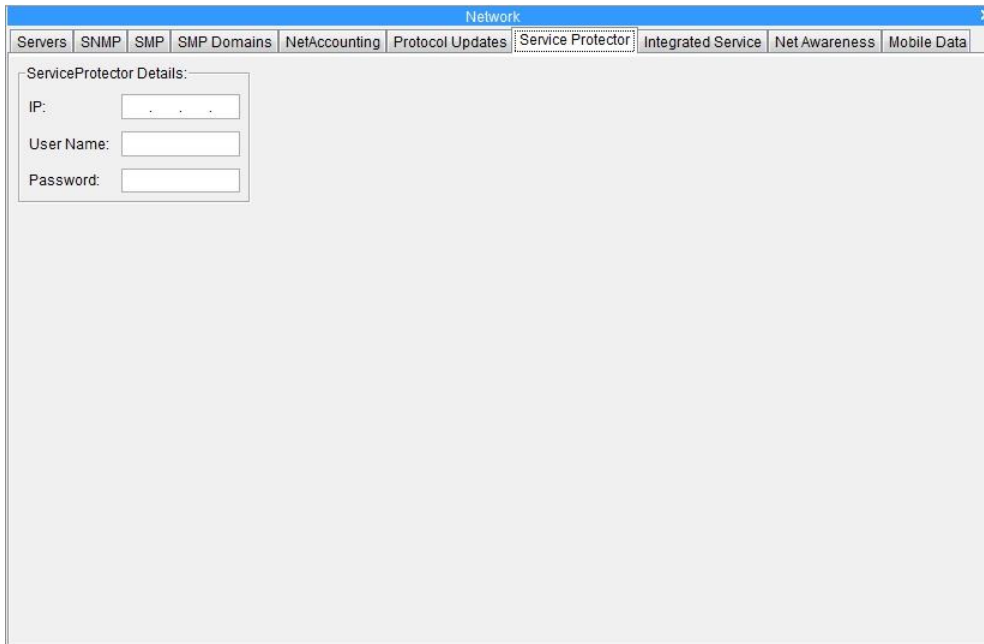 Network
Servers SNMP SMP SMP Domains NetAccounting Protocol Updates Service Protector Integrated Service Net Awareness Mobile Data
ServiceProtector Details:
IP: . . .
User Name:
Password: